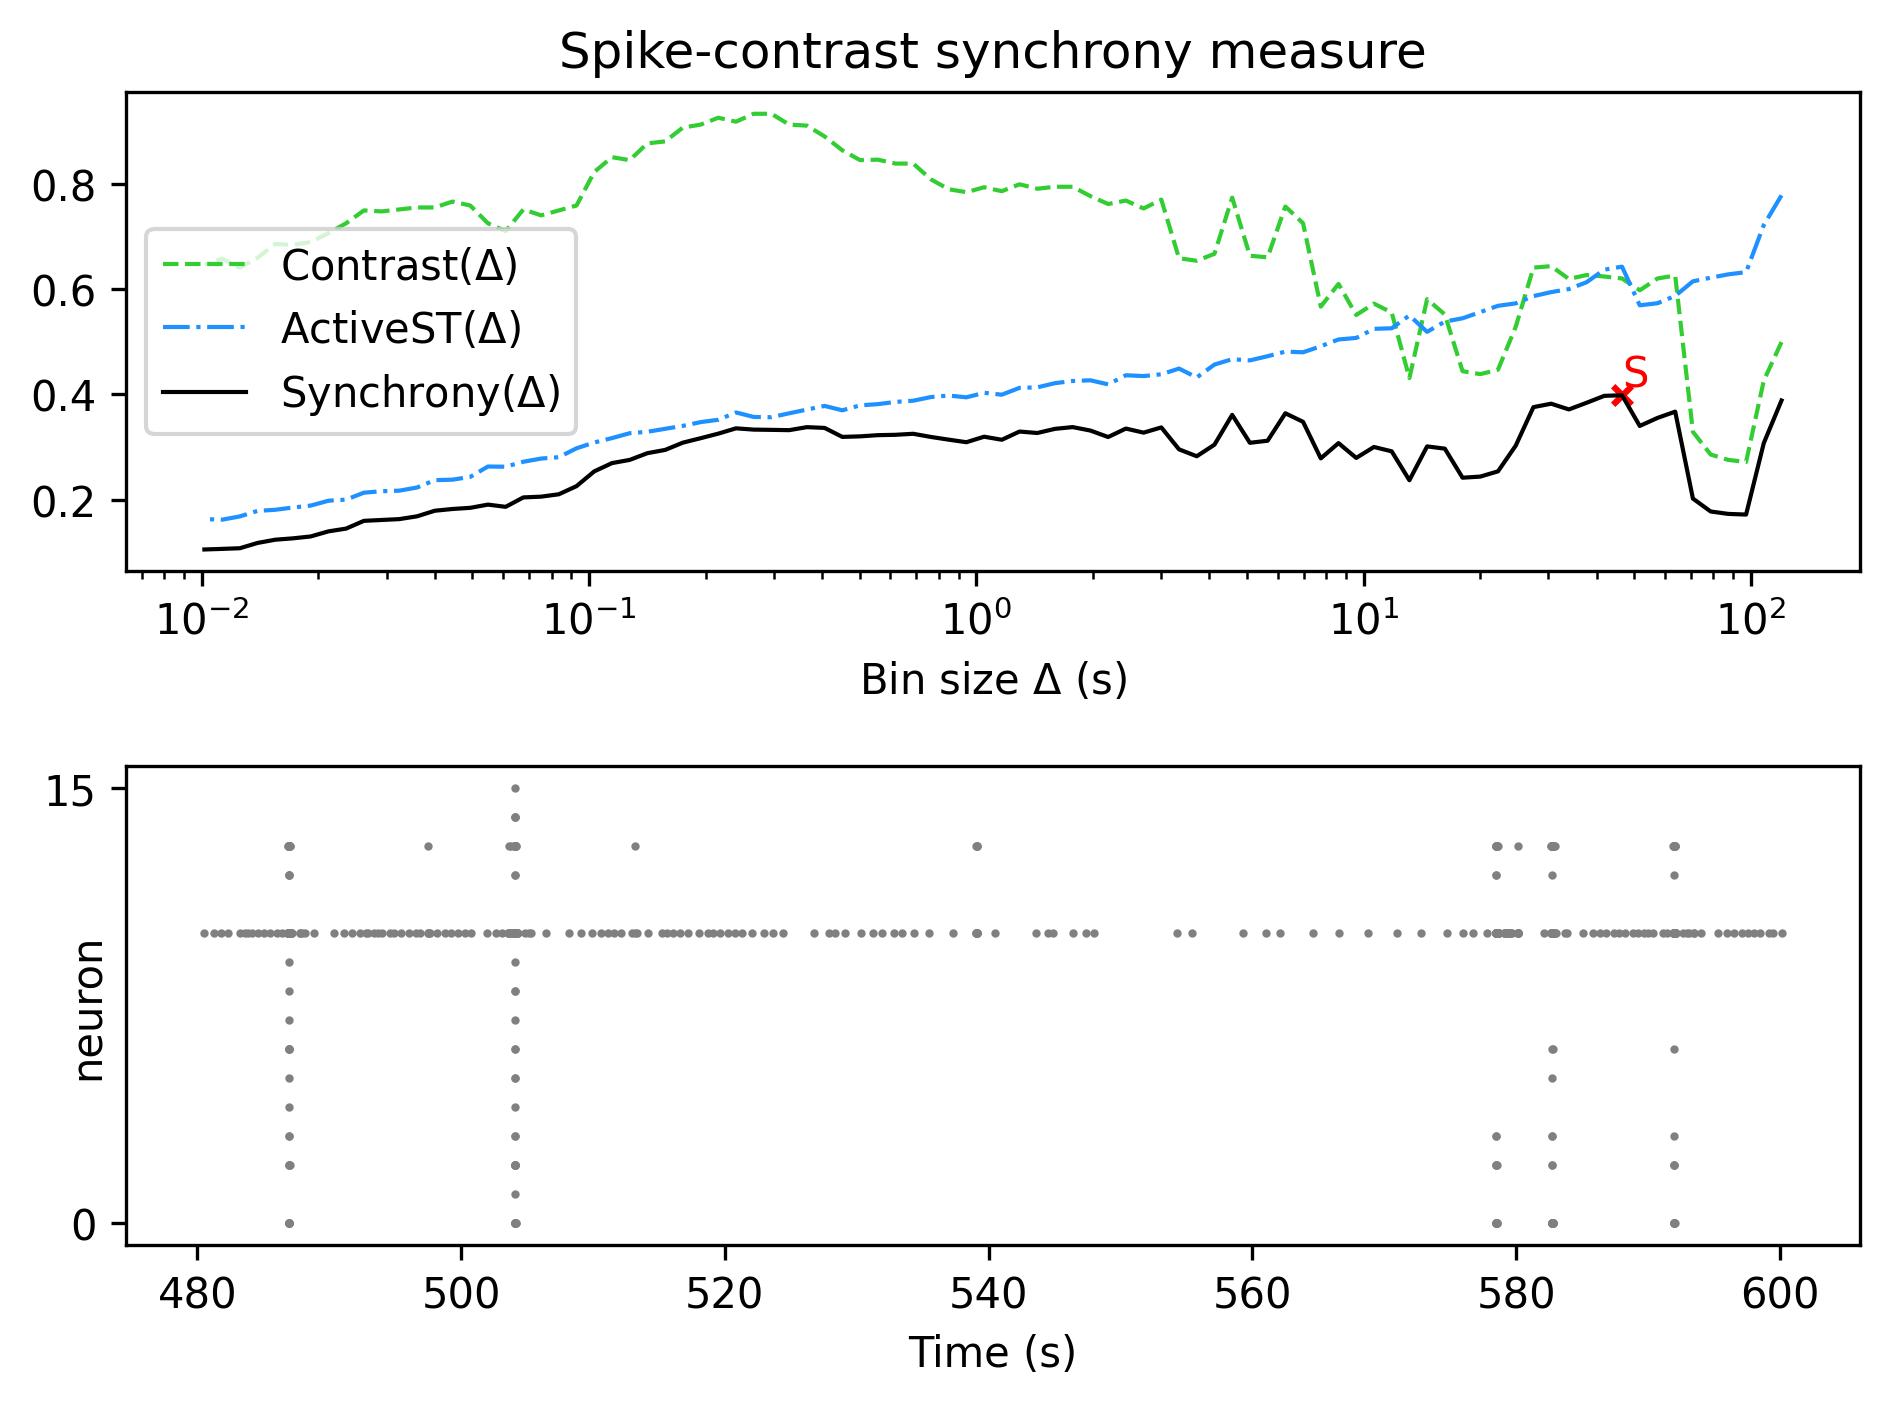 Spike-contrast synchrony measure
0.8
0.6
0.4
0.2
Contrast(Δ)
ActiveST(Δ)
Synchrony(Δ)
S
10⁻² 10⁻¹ 10⁰ 10¹ 10²
Bin size Δ (s)
15
0
neuron
480 500 520 540 560 580 600
Time (s)